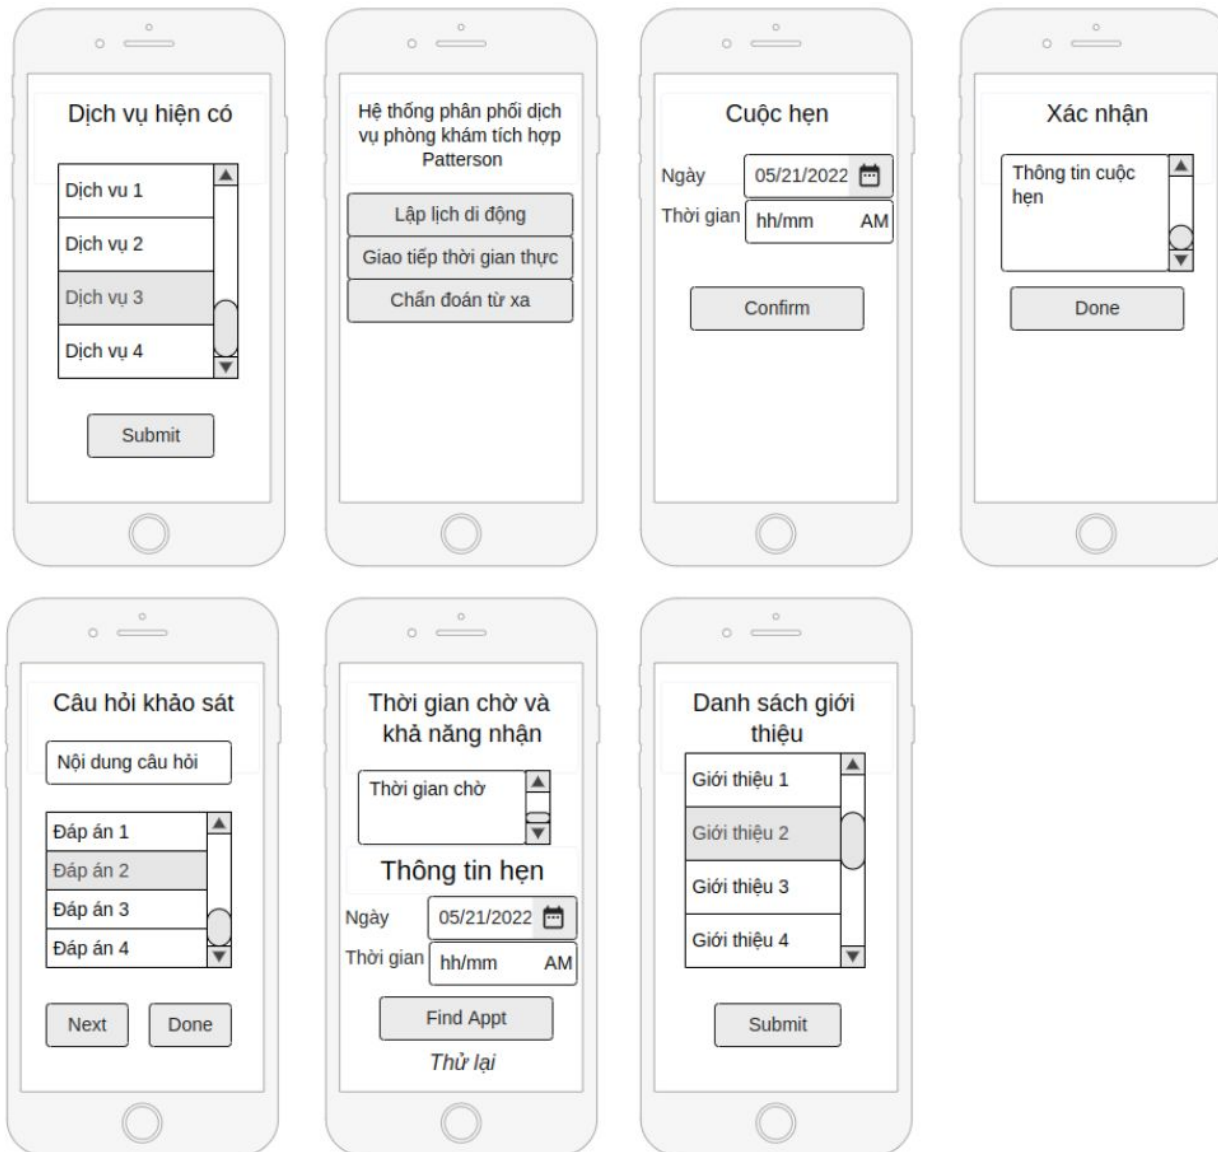 Dịch vụ hiện có
Dịch vu 1
Dịch vụ 2
Dịch vụ 3
Dịch vụ 4
Submit
Hệ thống phân phối dịch
vụ phòng khám tích hợp
Patterson
Lập lịch di động
Giao tiếp thời gian thực
Chẩn đoán từ xa
Cuộc hẹn
Ngày
05/21/2022
Thời gian
hh/mm AM
Confirm
Xác nhận
Thông tin cuộc
hẹn
Done
Câu hỏi khảo sát
Nội dung câu hỏi
Đáp án 1
Đáp án 2
Đáp án 3
Đáp án 4
Next
Done
Thời gian chờ và
khả năng nhận
Thời gian chờ
Thông tin hẹn
Ngày
05/21/2022
Thời gian
hh/mm AM
Find Appt
Thử lại
Danh sách giới
thiệu
Giới thiệu 1
Giới thiệu 2
Giới thiệu 3
Giới thiệu 4
Submit